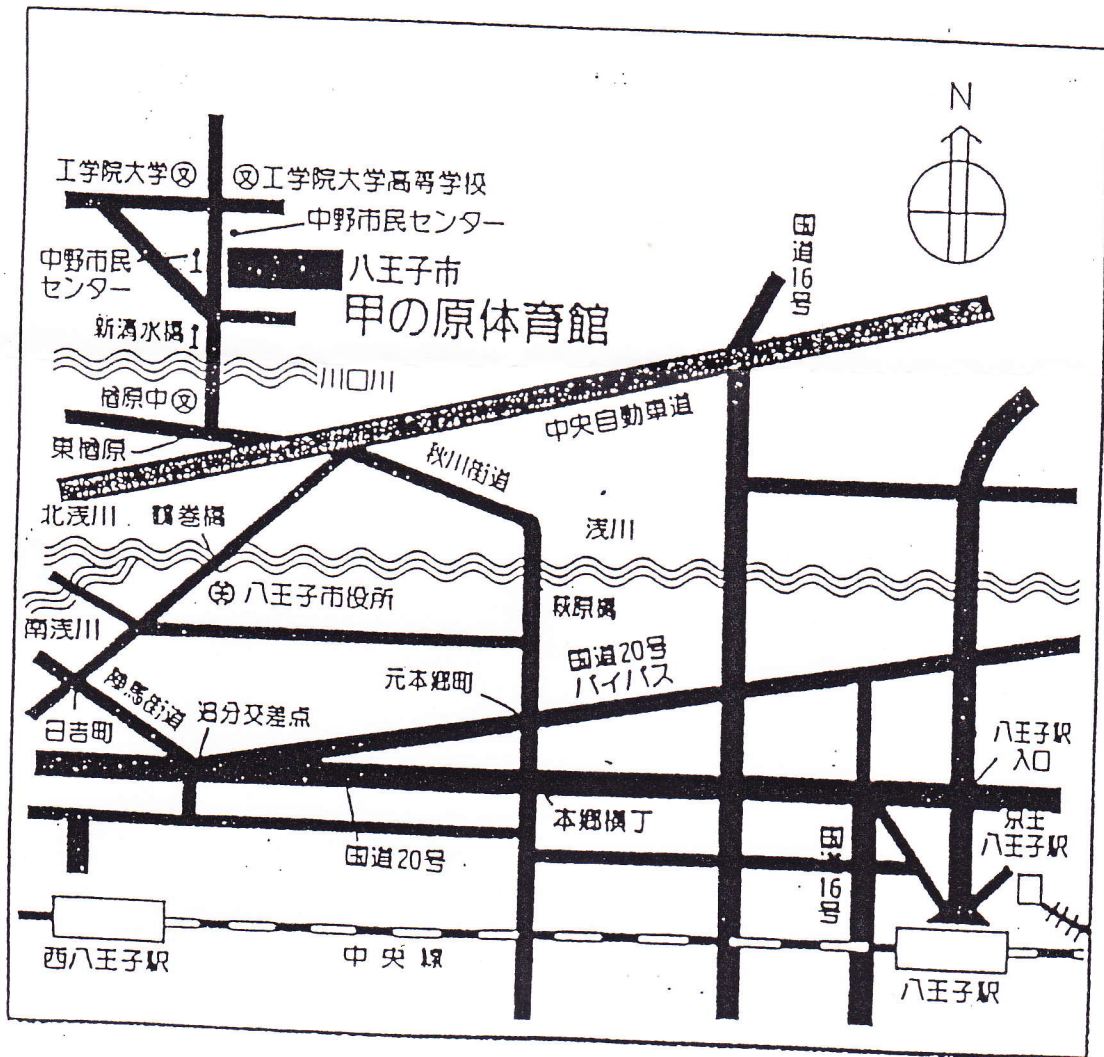 N
工学院大学
工学院大学高等学校
中野市民センター
中野市民
センター
八王子市
甲の原体育館
国道16号
新清水橋
川口川
楢原中
東楢原
中央自動車道
秋川街道
北浅川
鶴巻橋
浅川
八王子市役所
萩原橋
南浅川
国道20号
バイパス
元本郷町
陣馬街道
追分交差点
日吉町
八王子駅
入口
本郷横丁
京王
八王子駅
国道20号
国道16号
西八王子駅
中央線
八王子駅